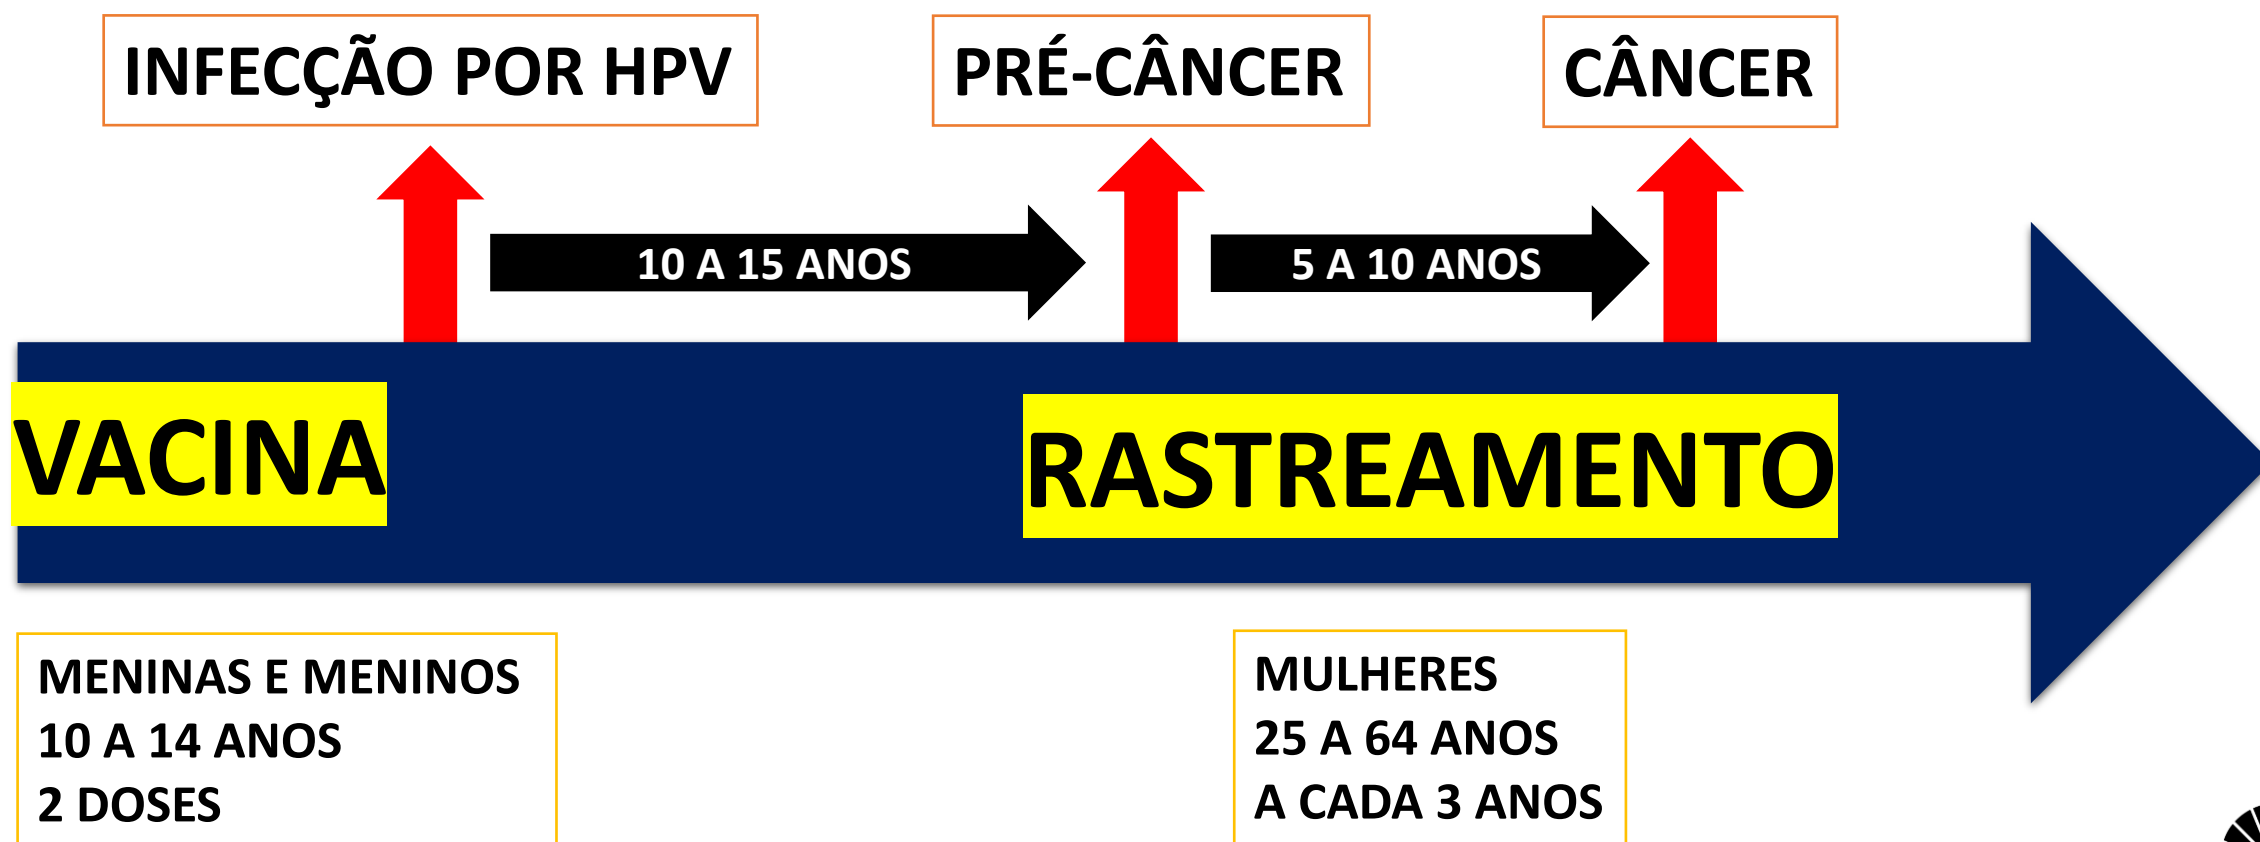 INFECÇÃO POR HPV
PRÉ-CÂNCER
CÂNCER
10 A 15 ANOS
5 A 10 ANOS
VACINA
RASTREAMENTO
MENINAS E MENINOS
10 A 14 ANOS
2 DOSES
MULHERES
25 A 64 ANOS
A CADA 3 ANOS